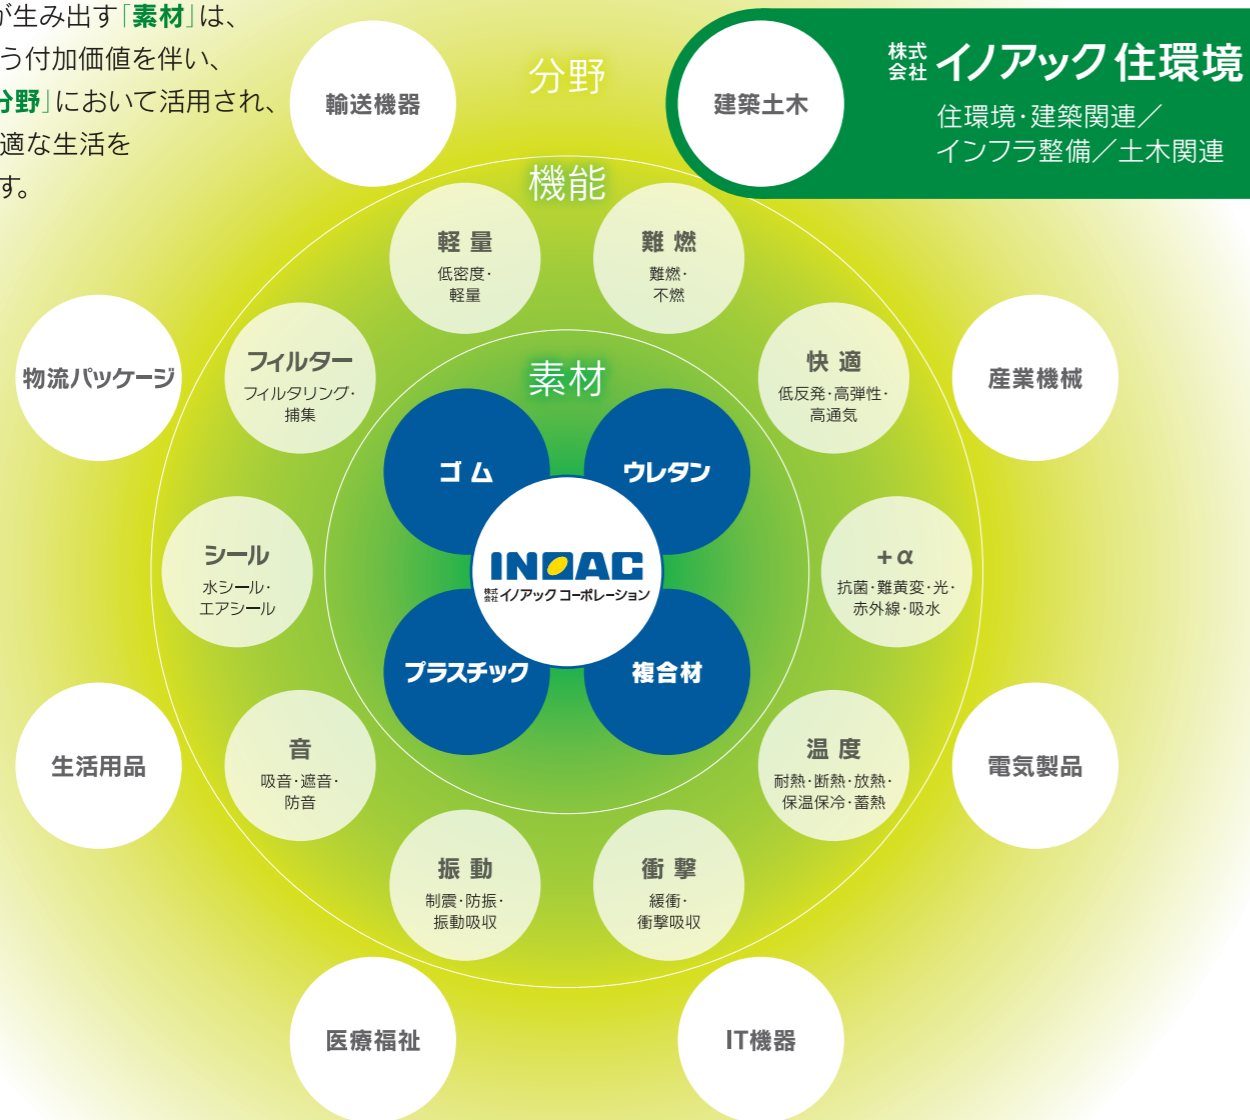 が生み出す「素材」は、
う付加価値を伴い、
分野」において活用され、
適な生活を
す。
分野
輸送機器
建築土木
株式会社 イノアック住環境
住環境・建築関連／
インフラ整備／土木関連
機能
軽量
低密度・
軽量
難燃
難燃・
不燃
物流パッケージ
フィルター
フィルタリング・
捕集
素材
快適
低反発・高弾性・
高通気
産業機械
ゴム
ウレタン
シール
水シール・
エアシール
INOAC
株式会社 イノアック コーポレーション
+α
抗菌・難黄変・光・
赤外線・吸水
プラスチック
複合材
生活用品
音
吸音・遮音・
防音
温度
耐熱・断熱・放熱・
保温保冷・蓄熱
電気製品
振動
制震・防振・
振動吸収
衝撃
緩衝・
衝撃吸収
医療福祉
IT機器